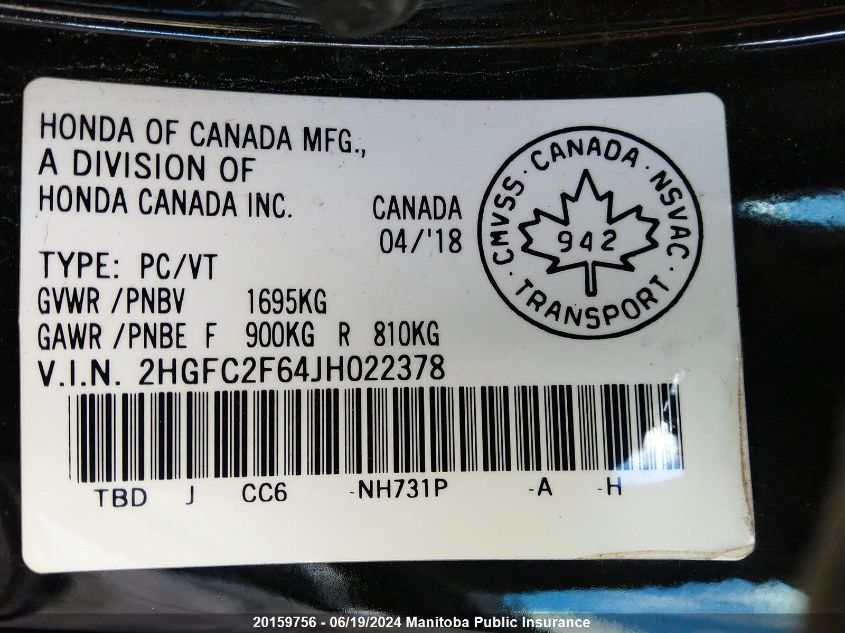 HONDA OF CANADA MFG.,
A DIVISION OF
HONDA CANADA INC.
CANADA
04/'18
CMVSS · CANADA · NSVAC · TRANSPORT ·
942
TYPE: PC/VT
GVWR /PNBV 1695KG
GAWR /PNBE F 900KG R 810KG
V.I.N. 2HGFC2F64JH022378
TBD J CC6 -NH731P -A -H
20159756 - 06/19/2024 Manitoba Public Insurance